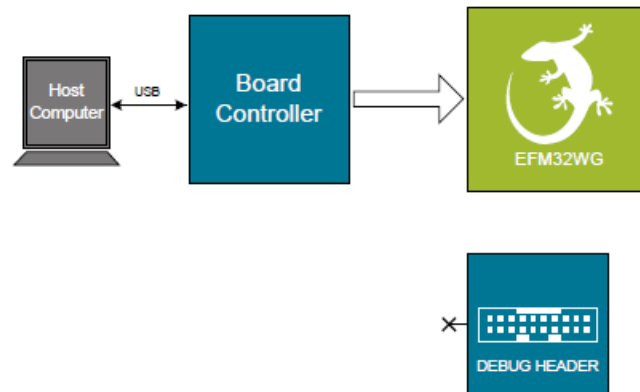 Host
Computer
USB
Board
Controller
EFM32WG
DEBUG HEADER